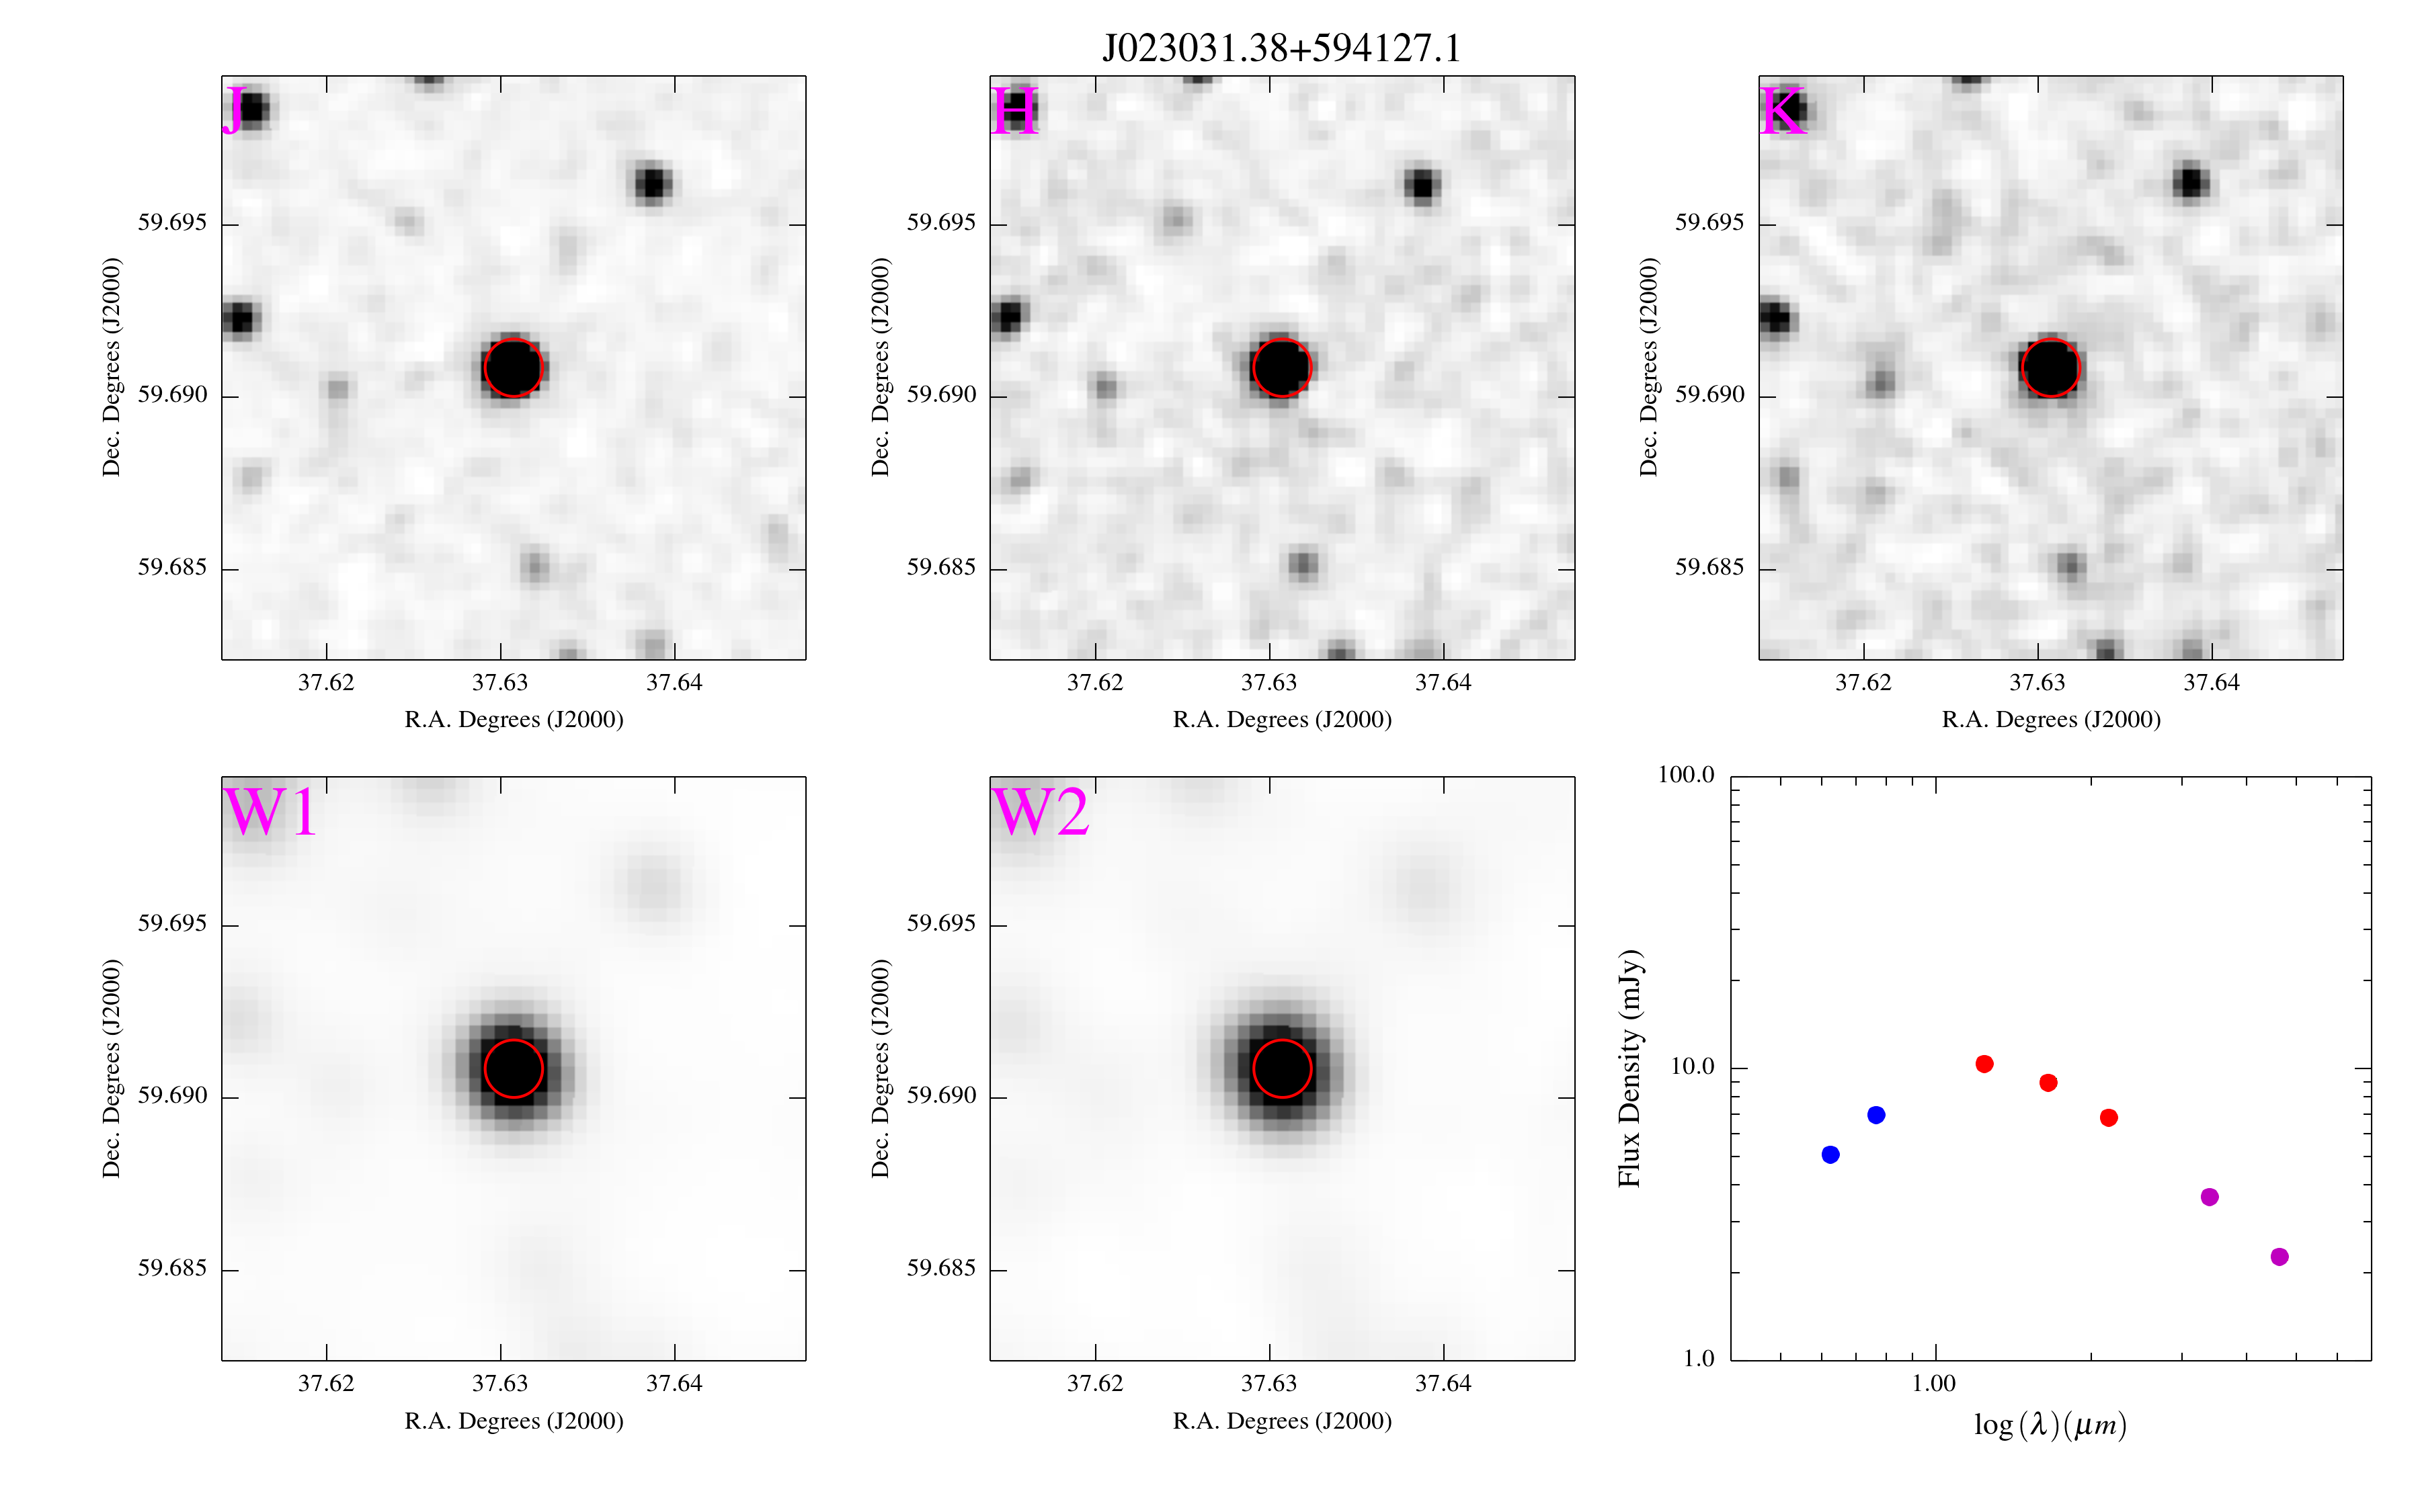 J023031.38+594127.1
J
H
K
59.695
59.690
59.685
Dec. Degrees (J2000)
37.62 37.63 37.64
R.A. Degrees (J2000)
59.695
59.690
59.685
Dec. Degrees (J2000)
37.62 37.63 37.64
R.A. Degrees (J2000)
59.695
59.690
59.685
Dec. Degrees (J2000)
37.62 37.63 37.64
R.A. Degrees (J2000)
W1
59.695
59.690
59.685
Dec. Degrees (J2000)
37.62 37.63 37.64
R.A. Degrees (J2000)
W2
59.695
59.690
59.685
Dec. Degrees (J2000)
37.62 37.63 37.64
R.A. Degrees (J2000)
100.0
10.0
1.0
Flux Density (mJy)
1.00
log(λ)(μm)